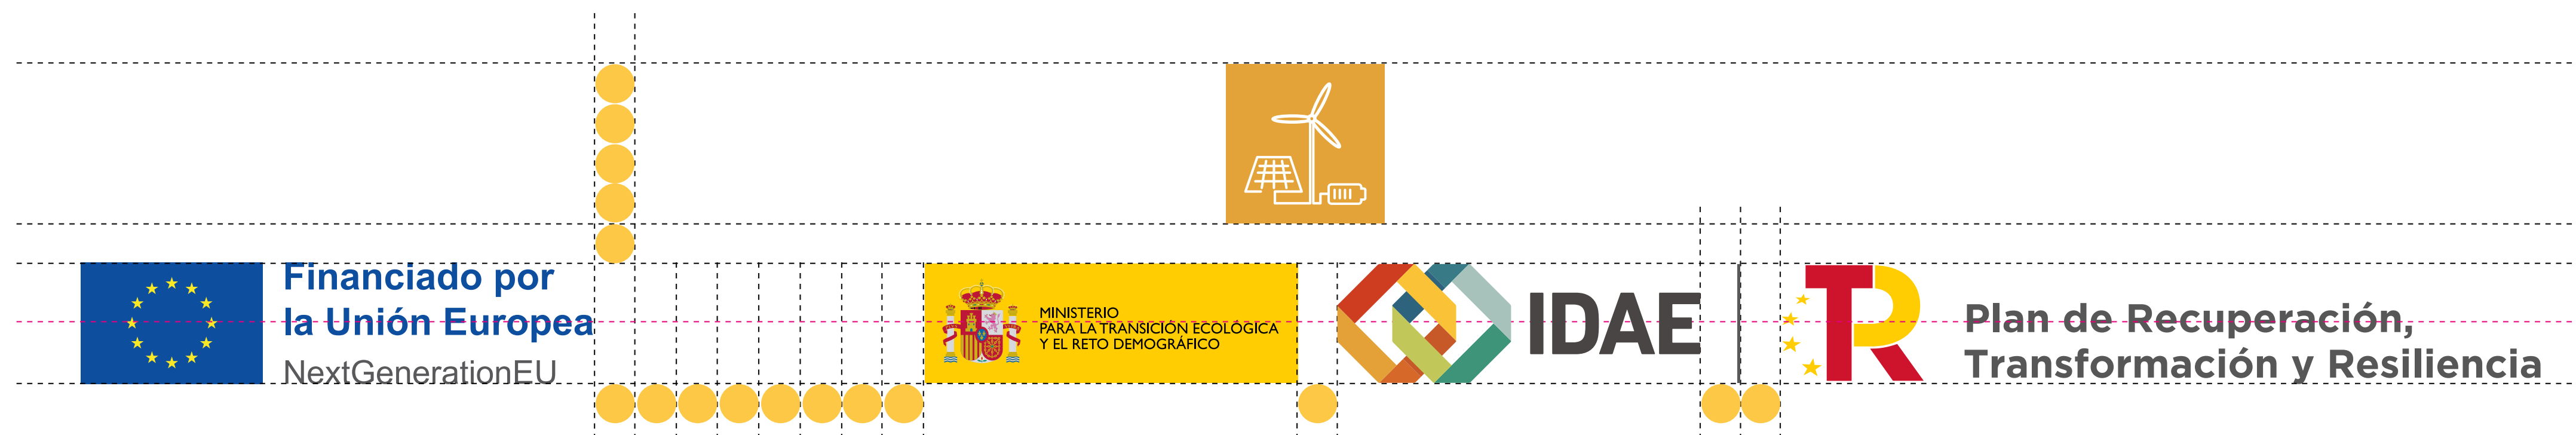 Financiado por
la Unión Europea
NextGenerationEU
MINISTERIO
PARA LA TRANSICIÓN ECOLÓGICA
Y EL RETO DEMOGRÁFICO
IDAE
TR
Plan de Recuperación,
Transformación y Resiliencia